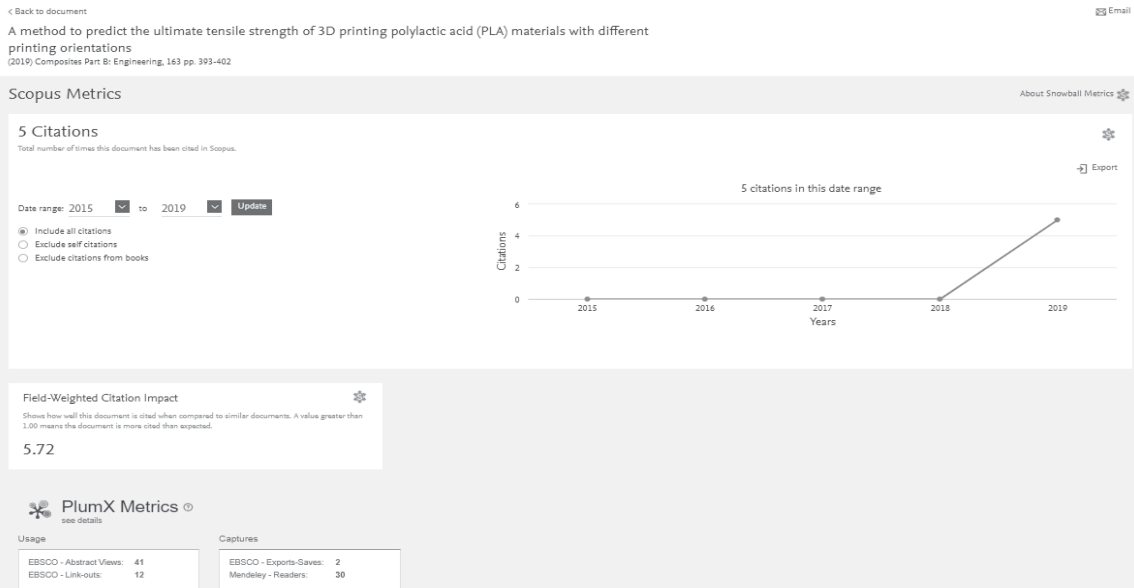 < Back to document
Email
A method to predict the ultimate tensile strength of 3D printing polylactic acid (PLA) materials with different
printing orientations
(2019) Composites Part B: Engineering, 163 pp. 393-402
Scopus Metrics
About Snowball Metrics
5 Citations
Total number of times this document has been cited in Scopus.
Export
Date range: 2015 to 2019 Update
Include all citations
Exclude self citations
Exclude citations from books
5 citations in this date range
Citations
6
4
2
0
2015 2016 2017 2018 2019
Years
Field-Weighted Citation Impact
Shows how well this document is cited when compared to similar documents. A value greater than
1.00 means the document is more cited than expected.
5.72
PlumX Metrics ?
see details
Usage
EBSCO - Abstract Views: 41
EBSCO - Link-outs: 12
Captures
EBSCO - Exports-Saves: 2
Mendeley - Readers: 30